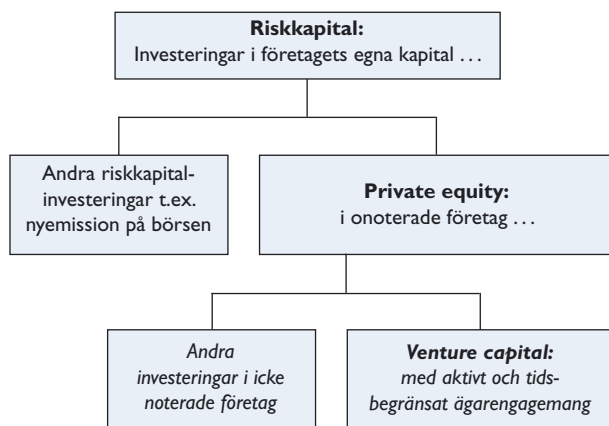 Riskkapital:
Investeringar i företagets egna kapital ...
Andra riskkapital-
investeringar t.ex.
nyemission på börsen
Private equity:
i onoterade företag ...
Andra
investeringar i icke
noterade företag
Venture capital:
med aktivt och tids-
begränsat ägarengagemang